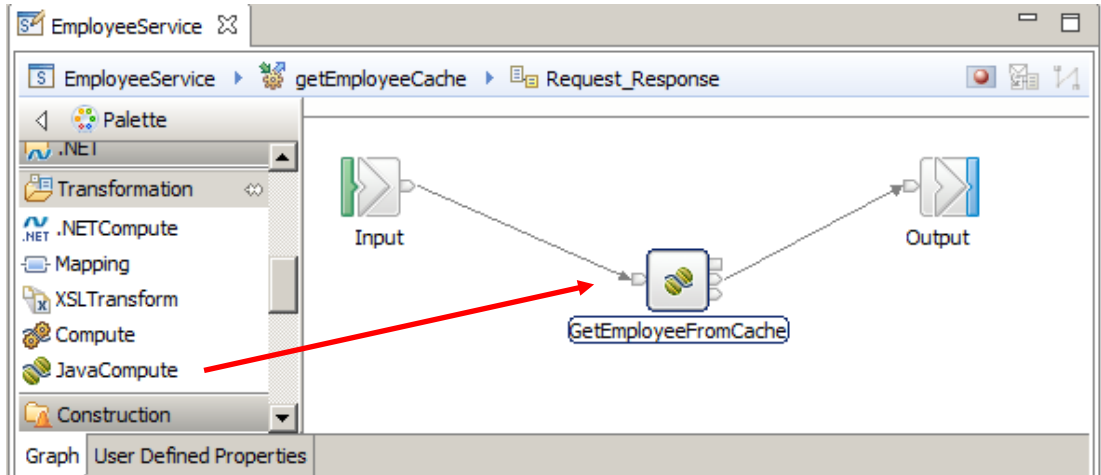 EmployeeService
EmployeeService getEmployeeCache Request_Response
Palette
.NET
Transformation
.NETCompute
Mapping
XSLTransform
Compute
JavaCompute
Construction
Input
Output
GetEmployeeFromCache
Graph User Defined Properties